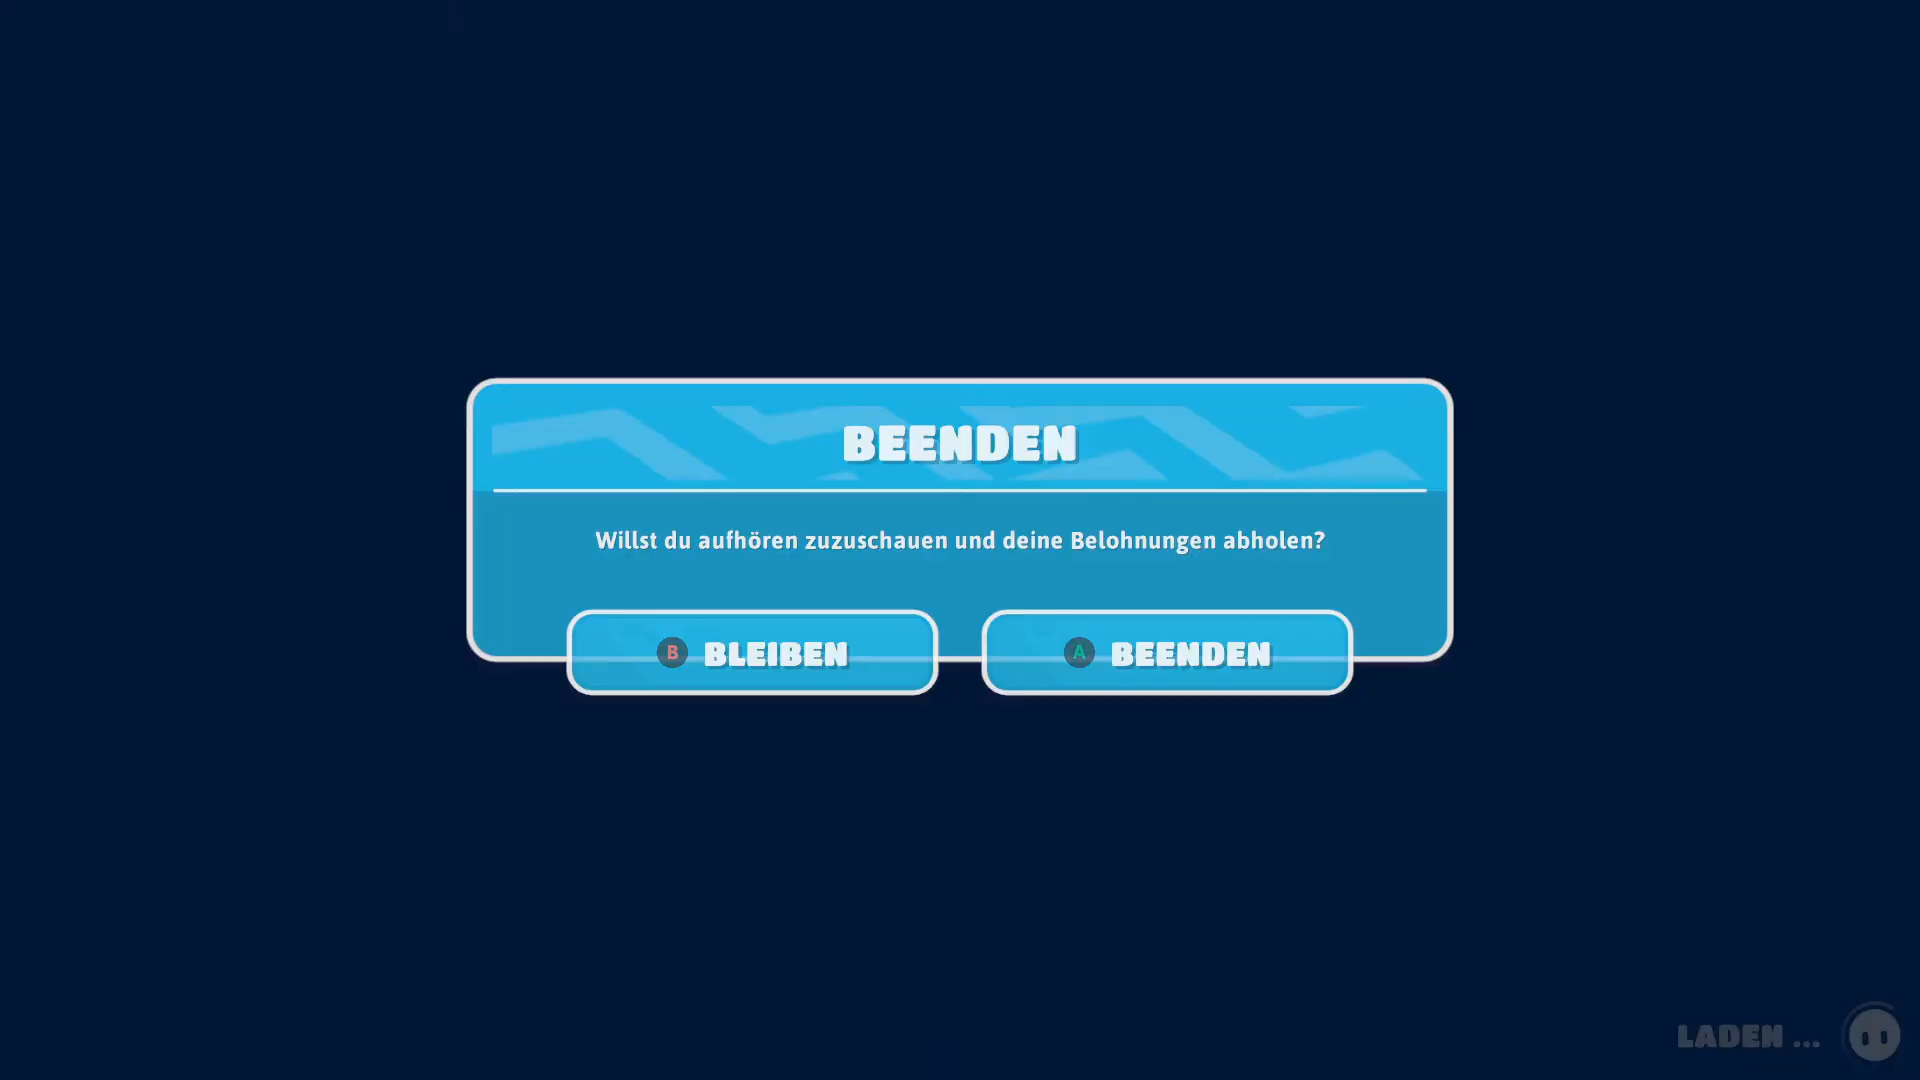 BEENDEN
Willst du aufhören zuzuschauen und deine Belohnungen abholen?
B BLEIBEN
A BEENDEN
LADEN ...